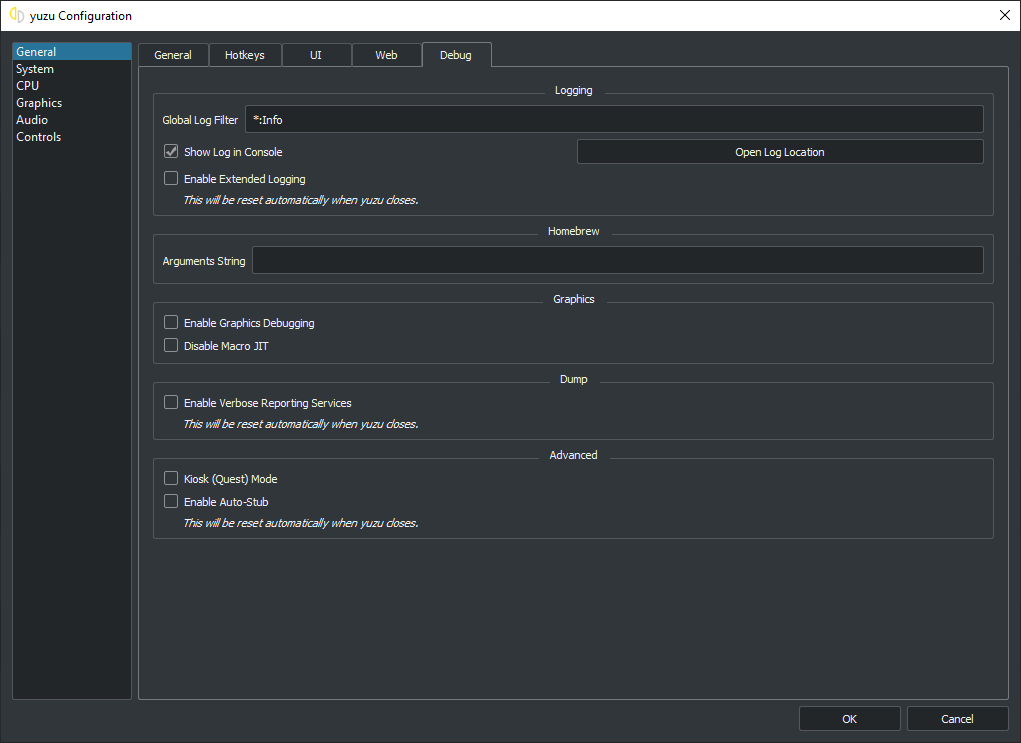 yuzu Configuration
General
System
CPU
Graphics
Audio
Controls
General Hotkeys UI Web Debug
Logging
Global Log Filter *:Info
Show Log in Console Open Log Location
Enable Extended Logging
This will be reset automatically when yuzu closes.
Homebrew
Arguments String
Graphics
Enable Graphics Debugging
Disable Macro JIT
Dump
Enable Verbose Reporting Services
This will be reset automatically when yuzu closes.
Advanced
Kiosk (Quest) Mode
Enable Auto-Stub
This will be reset automatically when yuzu closes.
OK Cancel